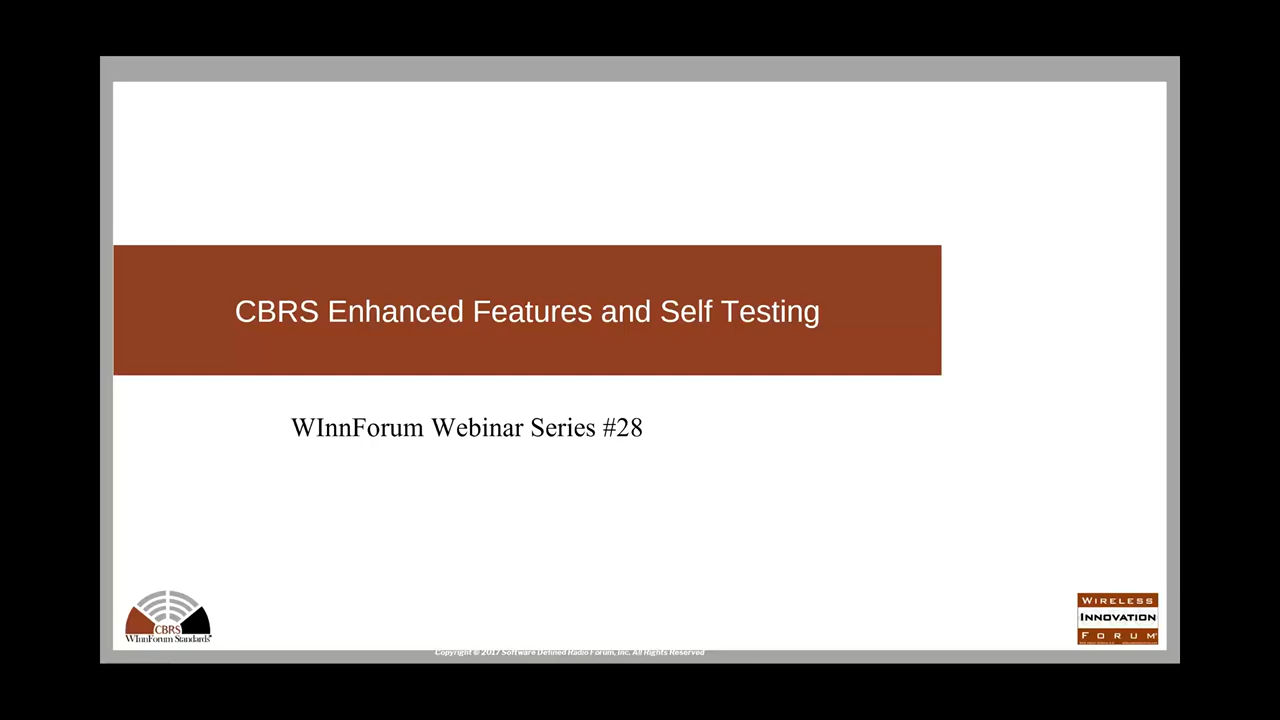 CBRS Enhanced Features and Self Testing
WInnForum Webinar Series #28
CBRS
WInnForum Standards
WIRELESS
INNOVATION
FORUM
Copyright © 2017 Software Defined Radio Forum, Inc. All Rights Reserved